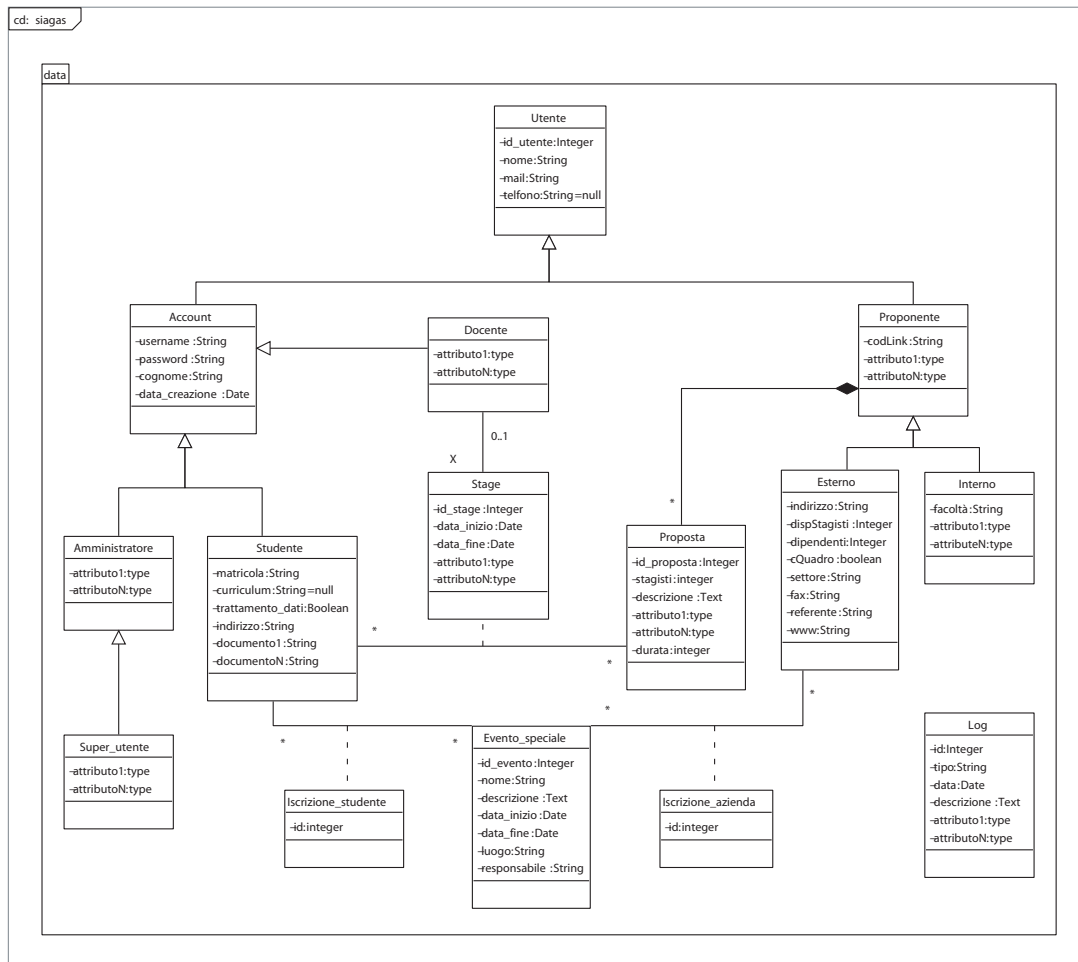 cd: siagas
data
Utente
-id_utente:Integer
-nome:String
-mail:String
-telfono:String=null
Account
-username :String
-password :String
-cognome:String
-data_creazione :Date
Docente
-attributo1:type
-attributoN:type
Proponente
-codLink:String
-attributo1:type
-attributoN:type
0..1
X
*
Stage
-id_stage:Integer
-data_inizio:Date
-data_fine:Date
-attributo1:type
-attributoN:type
Esterno
-indirizzo:String
-dispStagisti :Integer
-dipendenti:Integer
-cQuadro :boolean
-settore:String
-fax:String
-referente:String
-www:String
Interno
-facoltà:String
-attributo1:type
-attributeN:type
Amministratore
-attributo1:type
-attributoN:type
Studente
-matricola:String
-curriculum:String=null
-trattamento_dati:Boolean
-indirizzo:String
-documento1:String
-documentoN:String
Proposta
-id_proposta:Integer
-stagisti:integer
-descrizione :Text
-attributo1:type
-attributoN:type
-durata:integer
*
*
*
*
*
*
Super_utente
-attributo1:type
-attributoN:type
Iscrizione_studente
-id:integer
Evento_speciale
-id_evento:Integer
-nome:String
-descrizione :Text
-data_inizio:Date
-data_fine:Date
-luogo:String
-responsabile :String
Iscrizione_azienda
-id:integer
Log
-id:Integer
-tipo:String
-data:Date
-descrizione :Text
-attributo1:type
-attributoN:type